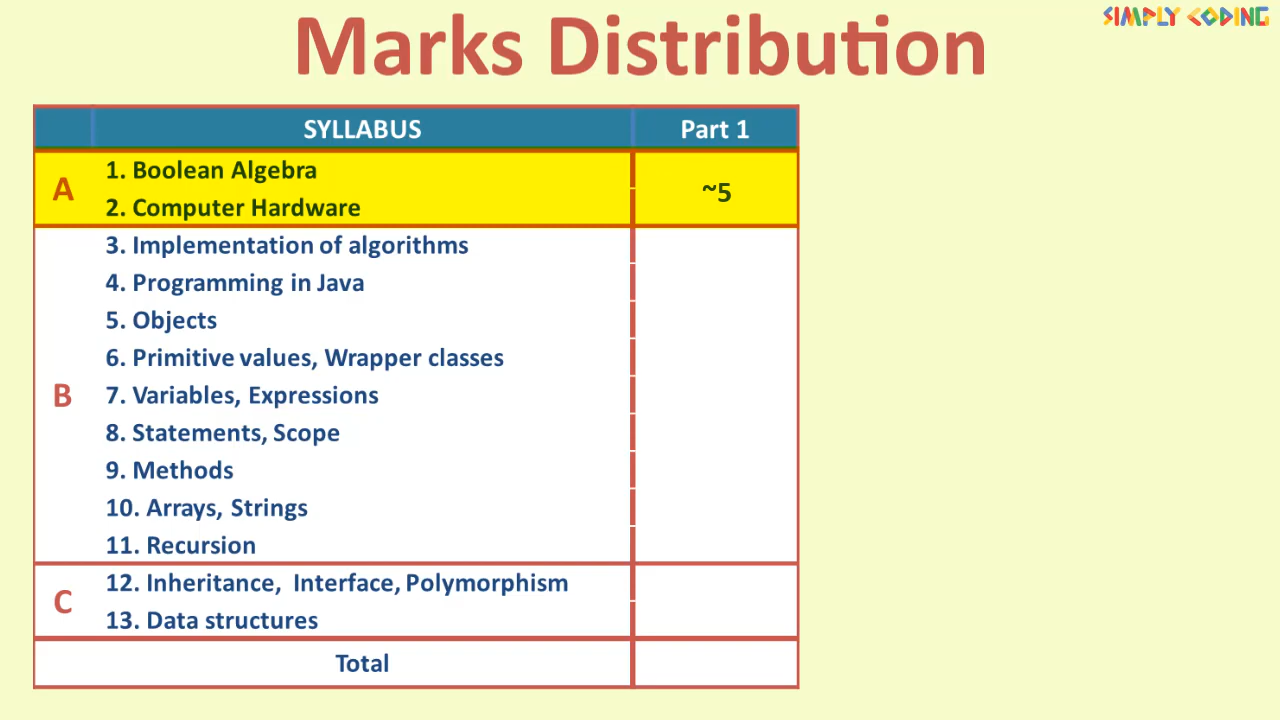 SIMPLY CODING
Marks Distribution
SYLLABUS Part 1
A
1. Boolean Algebra
2. Computer Hardware
~5
B
3. Implementation of algorithms
4. Programming in Java
5. Objects
6. Primitive values, Wrapper classes
7. Variables, Expressions
8. Statements, Scope
9. Methods
10. Arrays, Strings
11. Recursion
C
12. Inheritance, Interface, Polymorphism
13. Data structures
Total